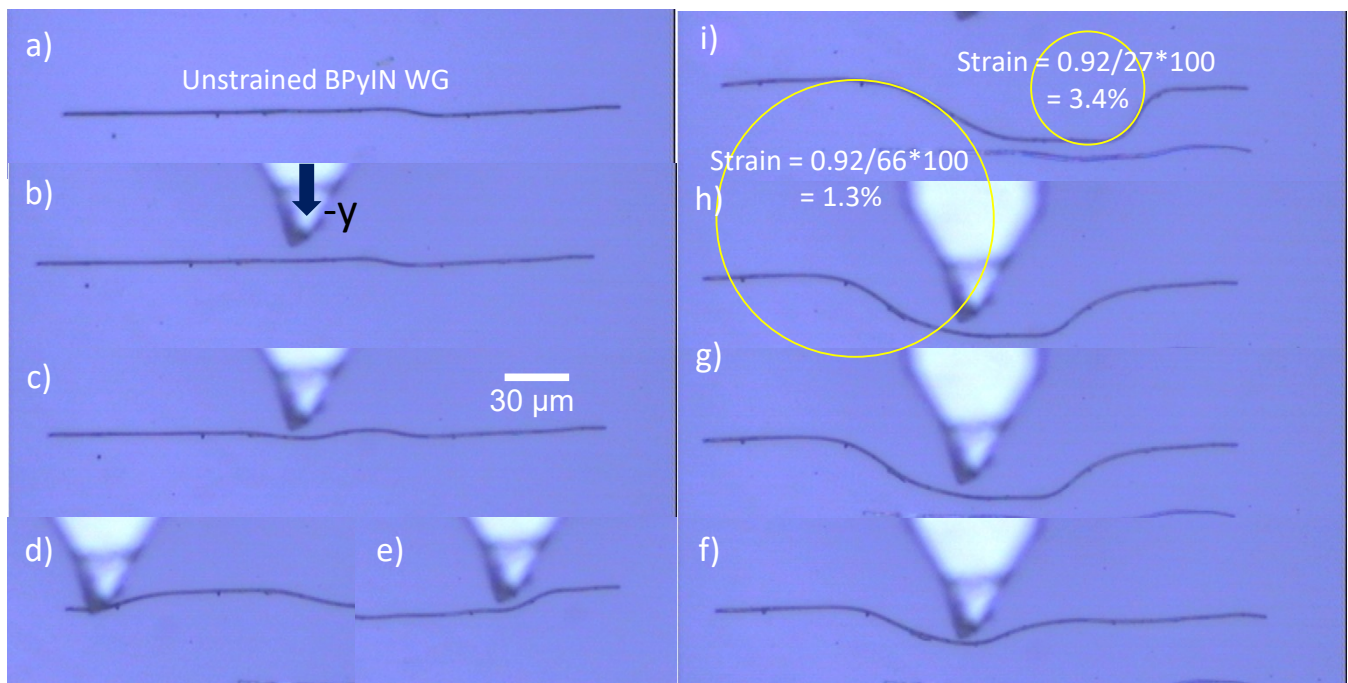 a)
Unstrained BPyIN WG
b)
-y
c)
30 µm
d)
e)
i)
Strain = 0.92/27*100
= 3.4%
Strain = 0.92/66*100
= 1.3%
h)
g)
f)